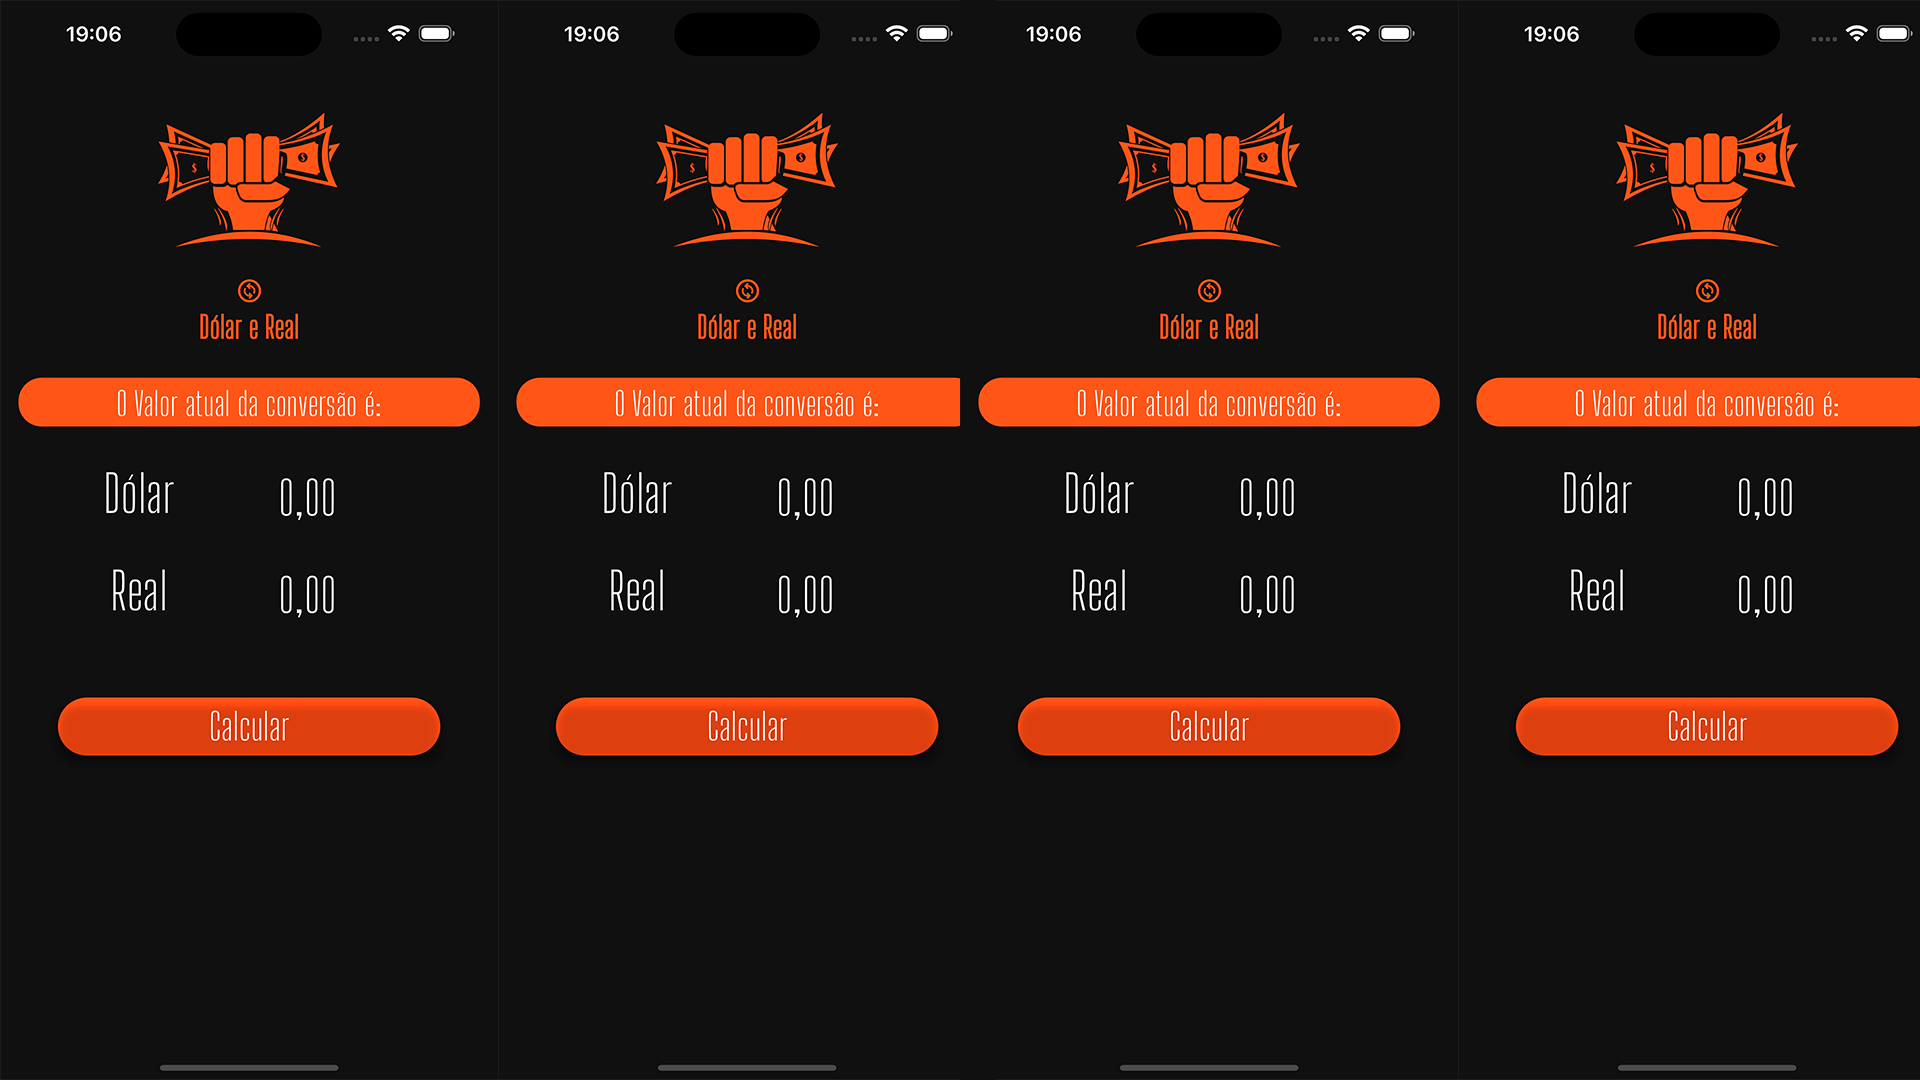 19:06
Dólar e Real
O Valor atual da conversão é:
Dólar 0,00
Real 0,00
Calcular
19:06
Dólar e Real
O Valor atual da conversão é:
Dólar 0,00
Real 0,00
Calcular
19:06
Dólar e Real
O Valor atual da conversão é:
Dólar 0,00
Real 0,00
Calcular
19:06
Dólar e Real
O Valor atual da conversão é:
Dólar 0,00
Real 0,00
Calcular